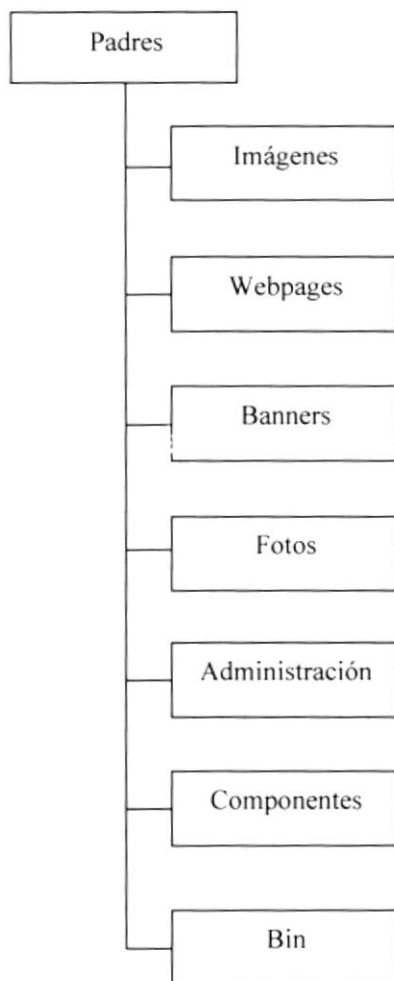 Padres
Imágenes
Webpages
Banners
Fotos
Administración
Componentes
Bin